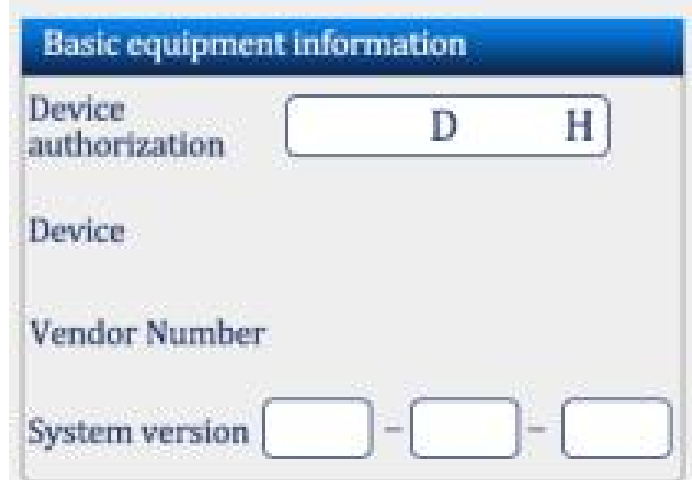 Basic equipment information
Device
authorization
D H
Device
Vendor Number
System version - -